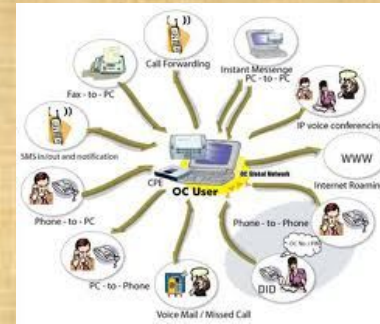 Call Forwarding
Instant Messenge
PC - to - PC
Fax - to - PC
IP voice conferencing
SMS in/out and notification
WWW
Internet Roaming
CPE
OC Global Network
OC User
Phone - to - PC
Phone - to - Phone
PC - to - Phone
DID
Voice Mail / Missed Call